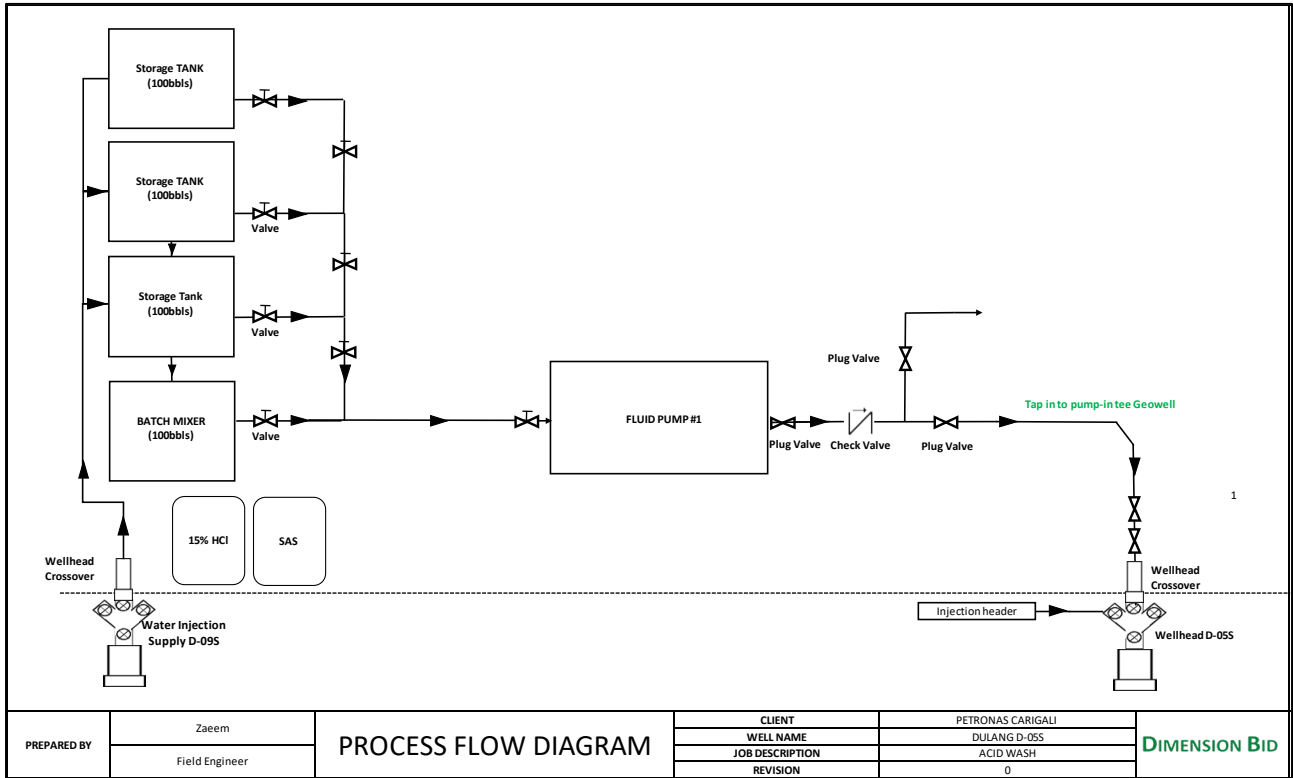 Storage TANK
(100bbls)
Storage TANK
(100bbls)
Valve
Storage Tank
(100bbls)
Valve
BATCH MIXER
(100bbls)
Valve
FLUID PUMP #1
Plug Valve
Check Valve
Plug Valve
Plug Valve
Tap in to pump-in tee Geowell
1
15% HCl
SAS
Wellhead
Crossover
Water Injection
Supply D-09S
Wellhead
Crossover
Injection header
Wellhead D-05S
PREPARED BY
Zaeem
Field Engineer
PROCESS FLOW DIAGRAM
CLIENT
PETRONAS CARIGALI
WELL NAME
DULANG D-05S
JOB DESCRIPTION
ACID WASH
REVISION
0
DIMENSION BID